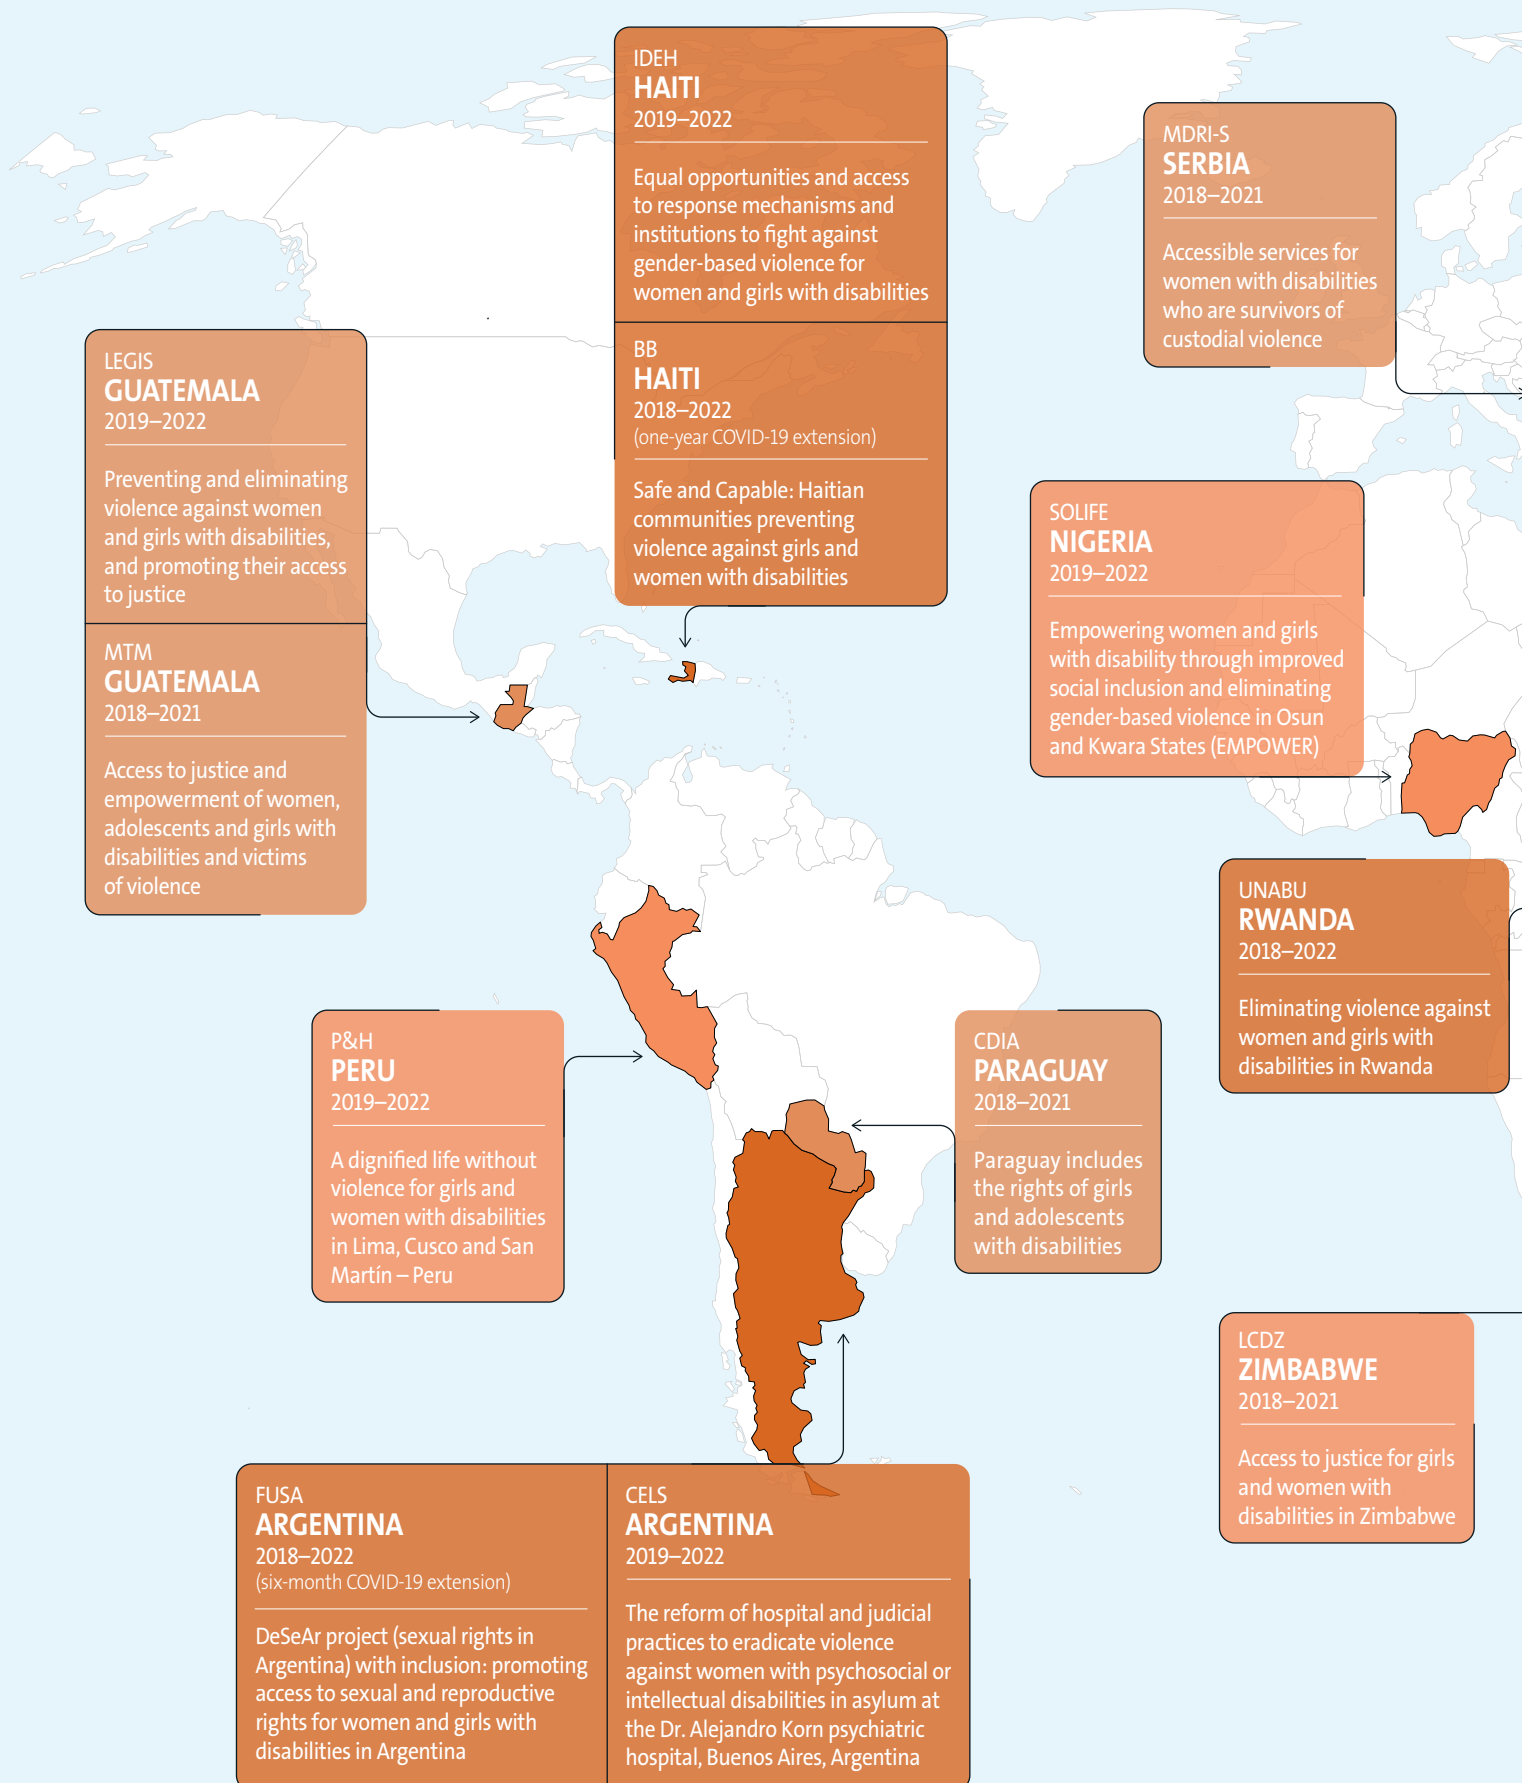 IDEH
HAITI
2019–2022
Equal opportunities and access
to response mechanisms and
institutions to fight against
gender-based violence for
women and girls with disabilities
BB
HAITI
2018–2022
(one-year COVID-19 extension)
Safe and Capable: Haitian
communities preventing
violence against girls and
women with disabilities
MDRI-S
SERBIA
2018–2021
Accessible services for
women with disabilities
who are survivors of
custodial violence
LEGIS
GUATEMALA
2019–2022
Preventing and eliminating
violence against women
and girls with disabilities,
and promoting their access
to justice
MTM
GUATEMALA
2018–2021
Access to justice and
empowerment of women,
adolescents and girls with
disabilities and victims
of violence
SOLIFE
NIGERIA
2019–2022
Empowering women and girls
with disability through improved
social inclusion and eliminating
gender-based violence in Osun
and Kwara States (EMPOWER)
UNABU
RWANDA
2018–2022
Eliminating violence against
women and girls with
disabilities in Rwanda
P&H
PERU
2019–2022
A dignified life without
violence for girls and
women with disabilities
in Lima, Cusco and San
Martín – Peru
CDIA
PARAGUAY
2018–2021
Paraguay includes
the rights of girls
and adolescents
with disabilities
LCDZ
ZIMBABWE
2018–2021
Access to justice for girls
and women with
disabilities in Zimbabwe
FUSA
ARGENTINA
2018–2022
(six-month COVID-19 extension)
DeSeAr project (sexual rights in
Argentina) with inclusion: promoting
access to sexual and reproductive
rights for women and girls with
disabilities in Argentina
CELS
ARGENTINA
2019–2022
The reform of hospital and judicial
practices to eradicate violence
against women with psychosocial or
intellectual disabilities in asylum at
the Dr. Alejandro Korn psychiatric
hospital, Buenos Aires, Argentina